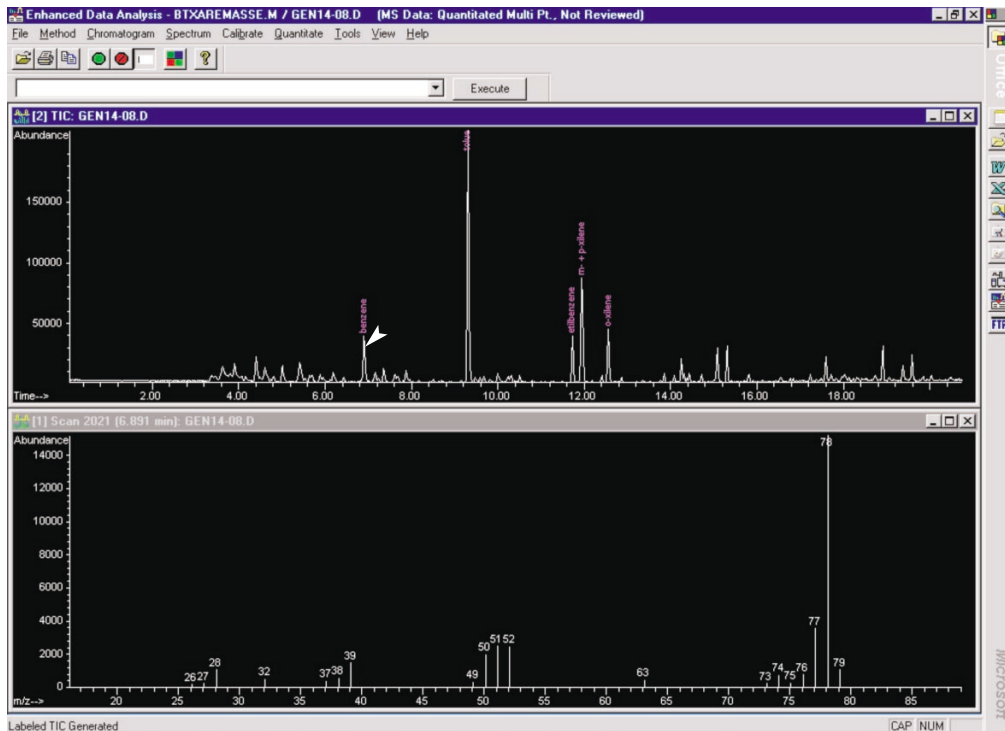 Enhanced Data Analysis - BTXAREMASSE.M / GEN14-08.D (MS Data: Quantitated Multi Pt., Not Reviewed)
File Method Chromatogram Spectrum Calibrate Quantitate Tools View Help
Execute
[2] TIC: GEN14-08.D
Abundance
150000
100000
50000
benzene
tolue
etilbenzene
m- + p-xilene
o-xilene
Time--> 2.00 4.00 6.00 8.00 10.00 12.00 14.00 16.00 18.00
[1] Scan 2021 (6.891 min): GEN14-08.D
Abundance
14000
12000
10000
8000
6000
4000
2000
0
26 27 28 32 37 38 39 49 50 51 52 63 73 74 75 76 77 78 79
m/z--> 20 25 30 35 40 45 50 55 60 65 70 75 80 85
Labeled TIC Generated
CAP NUM
Office
W
X
FTP
Microsoft